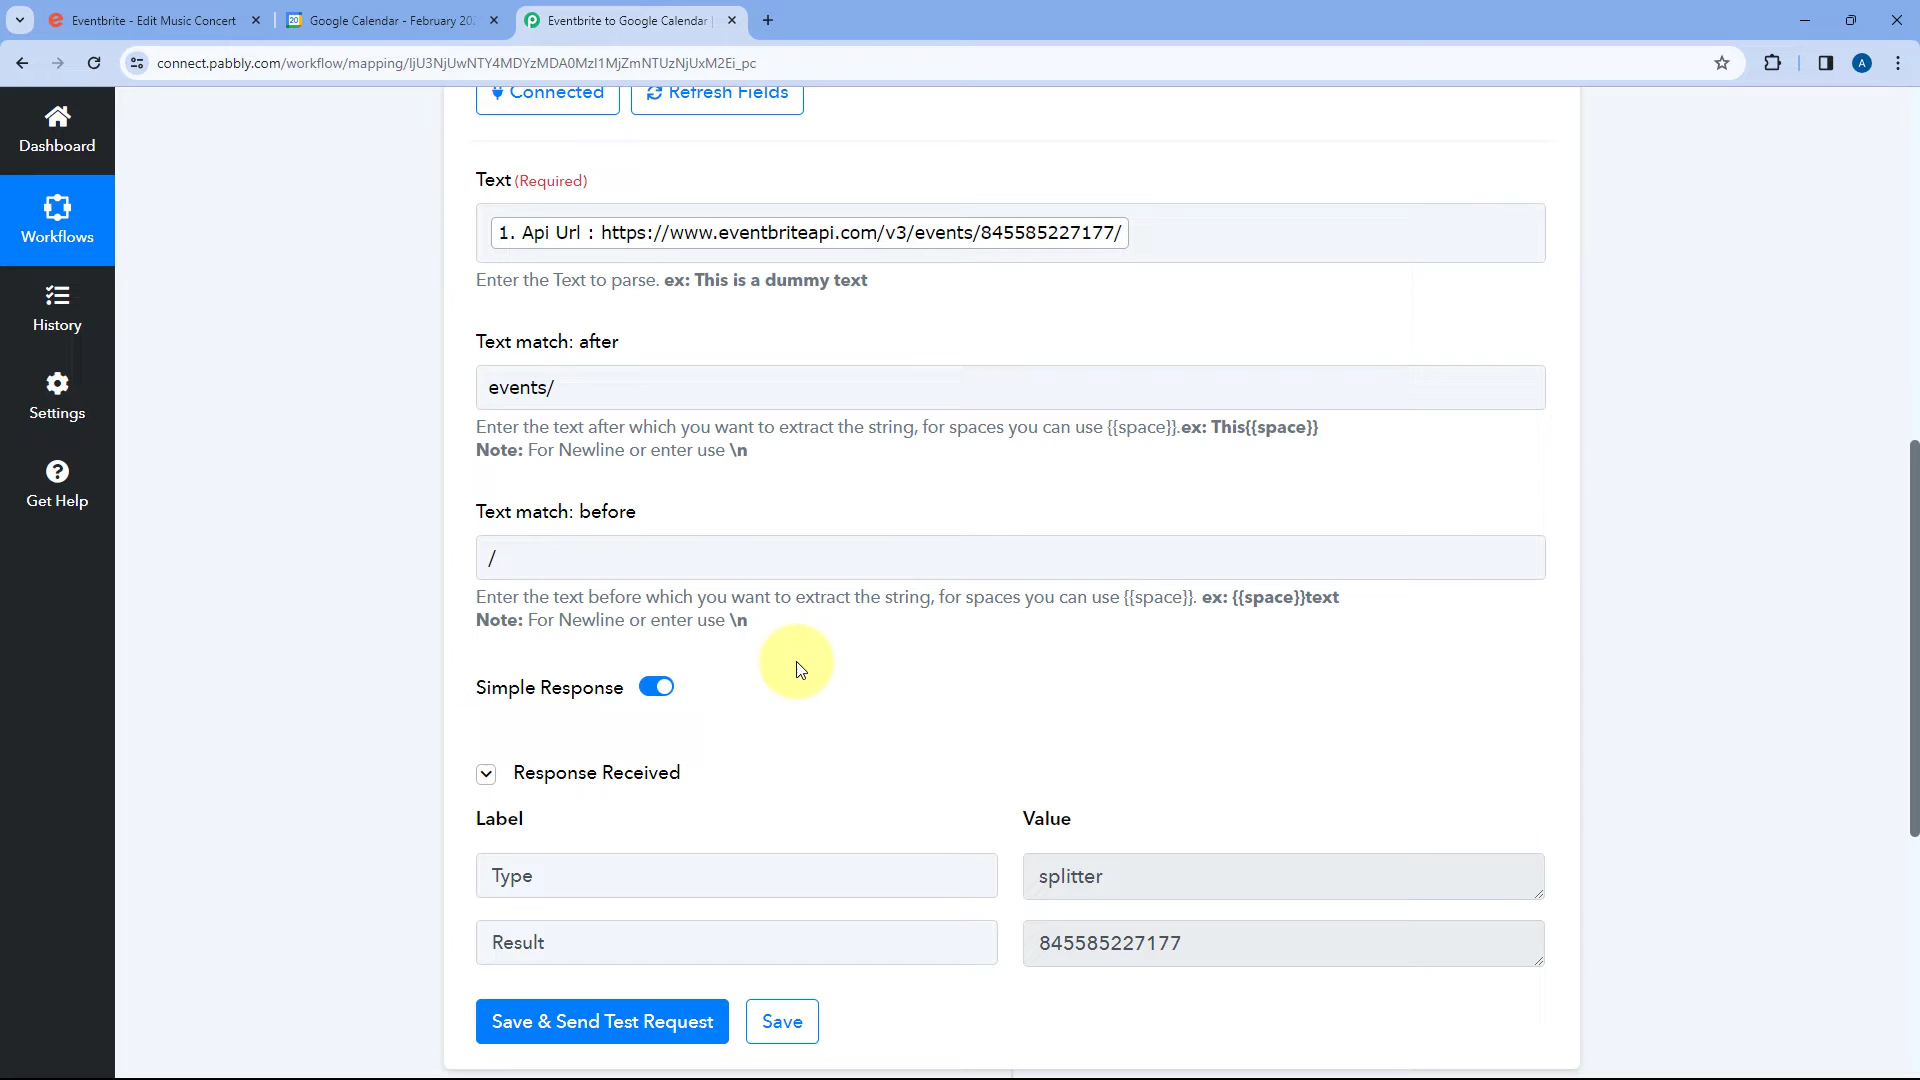 Eventbrite - Edit Music Concert
Google Calendar - February 20
Eventbrite to Google Calendar |
connect.pabbly.com/workflow/mapping/IjU3NjUwNTY4MDYzMDA0MzI1MjZmNTUzNjUxM2Ei_pc
A
Dashboard
Workflows
History
Settings
Get Help
Connected
Refresh Fields
Text (Required)
1. Api Url : https://www.eventbriteapi.com/v3/events/845585227177/
Enter the Text to parse. ex: This is a dummy text
Text match: after
events/
Enter the text after which you want to extract the string, for spaces you can use {{space}}.ex: This{{space}}
Note: For Newline or enter use \n
Text match: before
/
Enter the text before which you want to extract the string, for spaces you can use {{space}}. ex: {{space}}text
Note: For Newline or enter use \n
Simple Response
Response Received
Label
Value
Type
splitter
Result
845585227177
Save & Send Test Request
Save